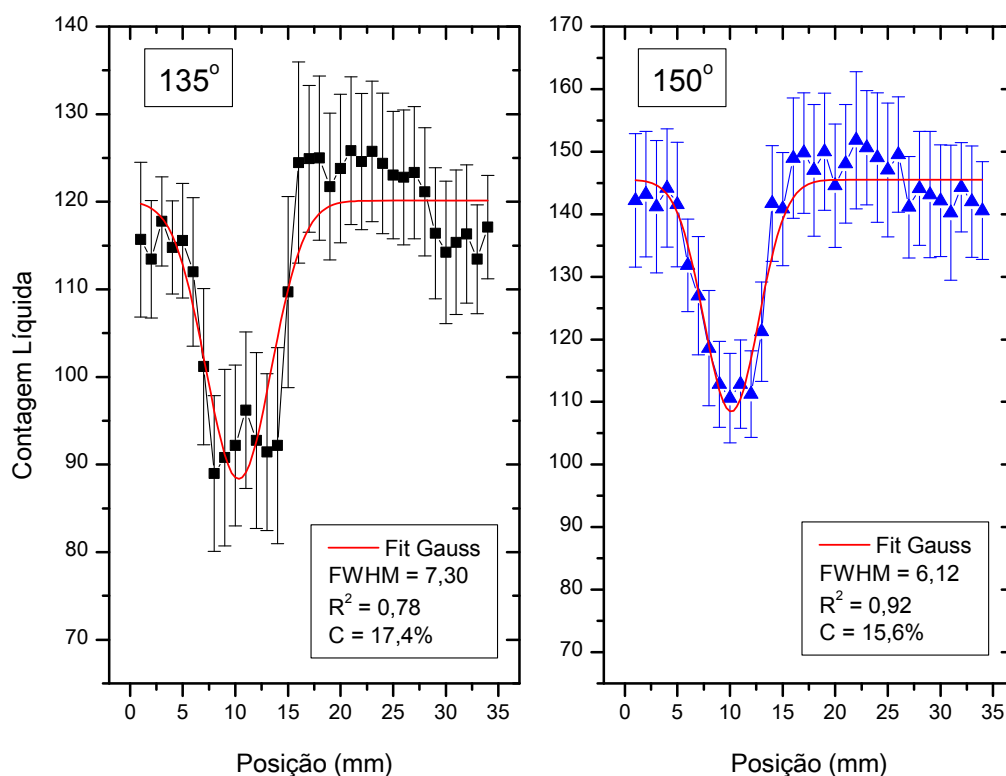 Contagem Líquida
140
130
120
110
100
90
80
70
135°
Fit Gauss
FWHM = 7,30
R² = 0,78
C = 17,4%
0 5 10 15 20 25 30 35
Posição (mm)
170
160
150
140
130
120
110
100
90
80
70
150°
Fit Gauss
FWHM = 6,12
R² = 0,92
C = 15,6%
0 5 10 15 20 25 30 35
Posição (mm)